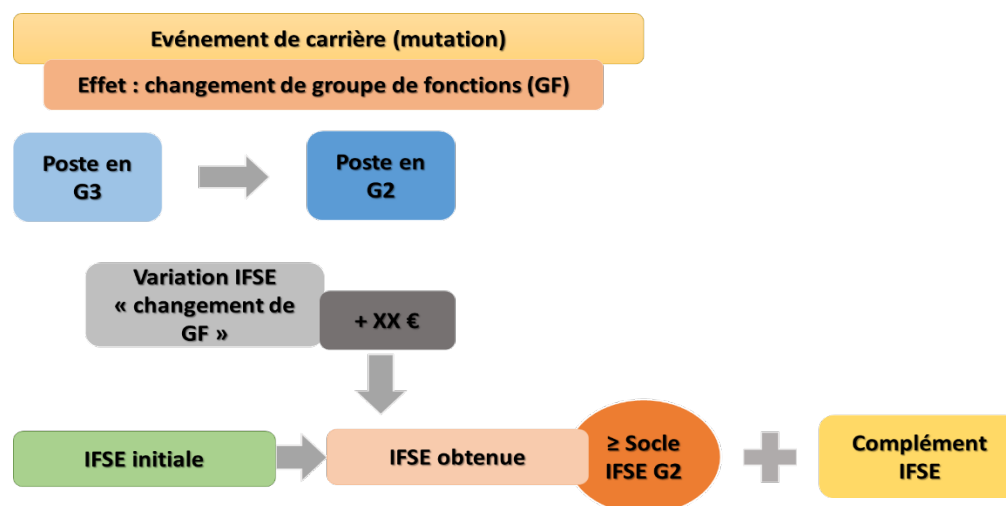 Evénement de carrière (mutation)
Effet : changement de groupe de fonctions (GF)
Poste en
G3
Poste en
G2
Variation IFSE
« changement de
GF »
+ XX €
IFSE initiale
IFSE obtenue
≥ Socle
IFSE G2
Complément
IFSE